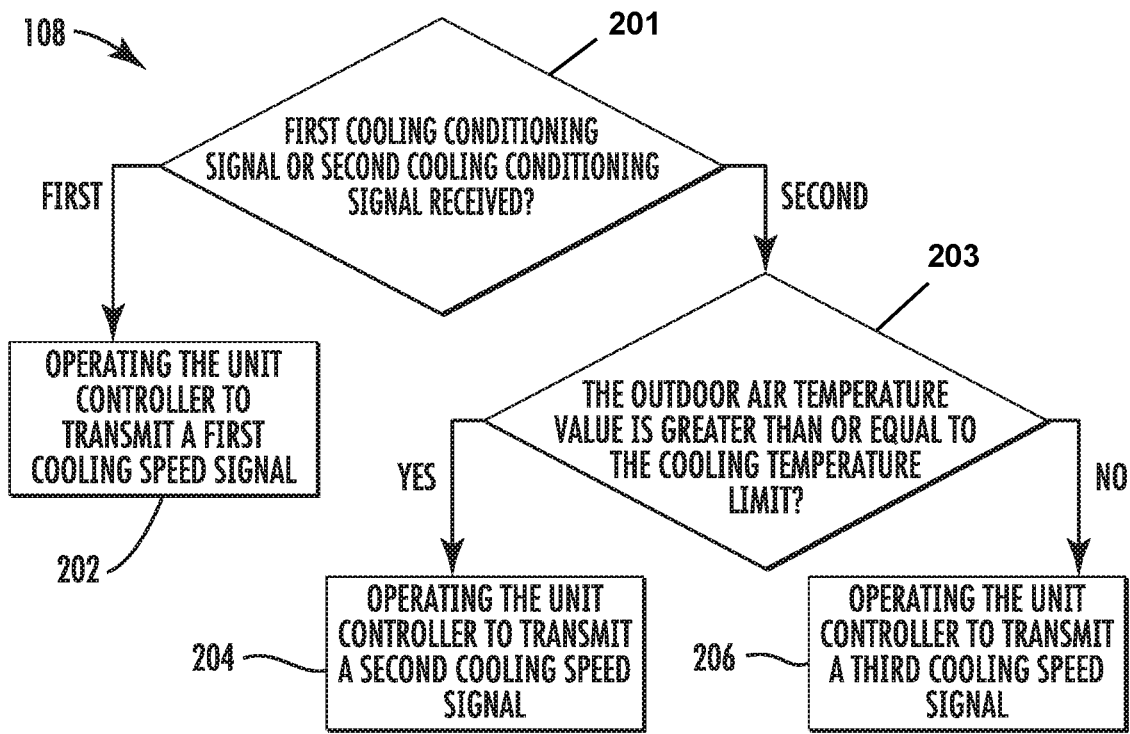 108
201
FIRST COOLING CONDITIONING
SIGNAL OR SECOND COOLING CONDITIONING
SIGNAL RECEIVED?
FIRST
SECOND
203
OPERATING THE UNIT
CONTROLLER TO
TRANSMIT A FIRST
COOLING SPEED SIGNAL
202
THE OUTDOOR AIR TEMPERATURE
VALUE IS GREATER THAN OR EQUAL TO
THE COOLING TEMPERATURE
LIMIT?
YES
NO
204
OPERATING THE UNIT
CONTROLLER TO TRANSMIT
A SECOND COOLING SPEED
SIGNAL
206
OPERATING THE UNIT
CONTROLLER TO TRANSMIT
A THIRD COOLING SPEED
SIGNAL